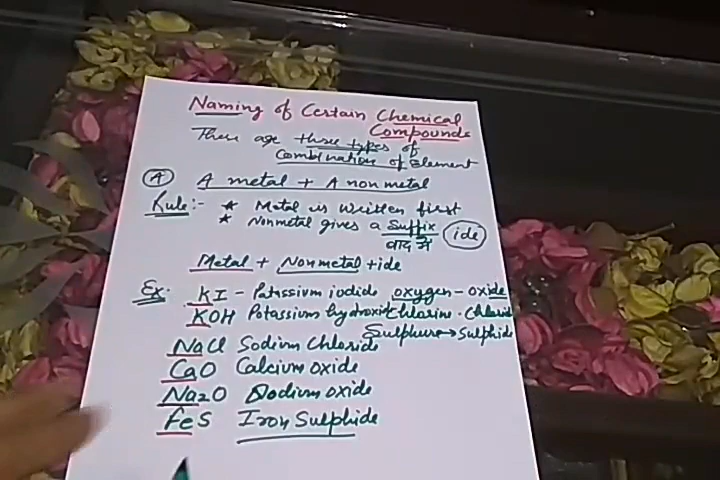 Naming of Certain Chemical
Compounds
There are three types of
Combination of Element
(A) A metal + A nonmetal
Rule:- * Metal is written first
* Nonmetal gives a Suffix ide
बाद में
Metal + Nonmetal + ide
Ex: KI - Potassium iodide oxygen - oxide
KOH Potassium hydroxide Chlorine - Chloride
Sulphur → Sulphide
NaCl Sodium Chloride
CaO Calcium oxide
Na2O Sodium oxide
FeS Iron Sulphide